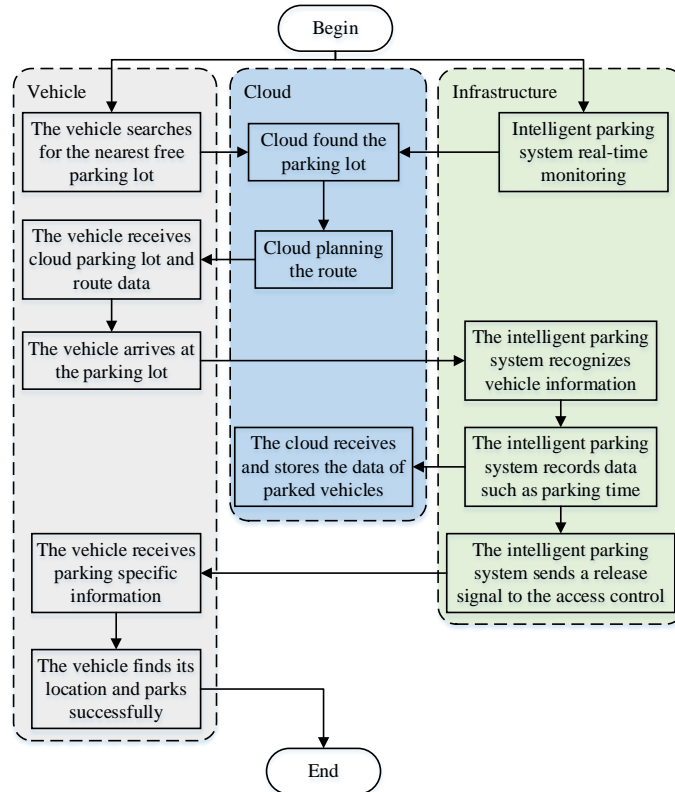 Begin
Vehicle
Cloud
Infrastructure
The vehicle searches
for the nearest free
parking lot
Cloud found the
parking lot
Intelligent parking
system real-time
monitoring
The vehicle receives
cloud parking lot and
route data
Cloud planning
the route
The vehicle arrives at
the parking lot
The intelligent parking
system recognizes
vehicle information
The cloud receives
and stores the data of
parked vehicles
The intelligent parking
system records data
such as parking time
The vehicle receives
parking specific
information
The intelligent parking
system sends a release
signal to the access control
The vehicle finds its
location and parks
successfully
End